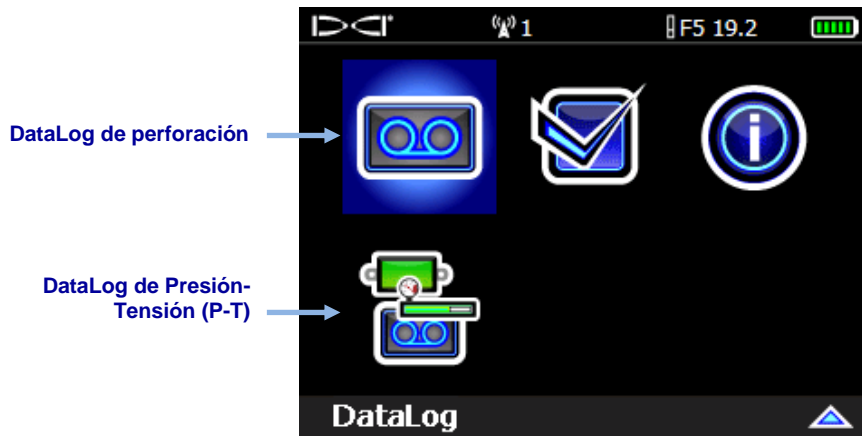 DCI
1
F5 19.2
DataLog de perforación
DataLog de Presión-
Tensión (P-T)
DataLog